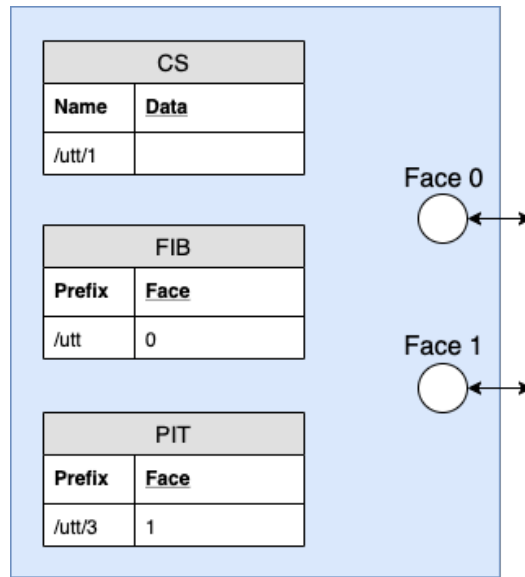 CS
Name Data
/utt/1
Face 0
FIB
Prefix Face
/utt 0
Face 1
PIT
Prefix Face
/utt/3 1